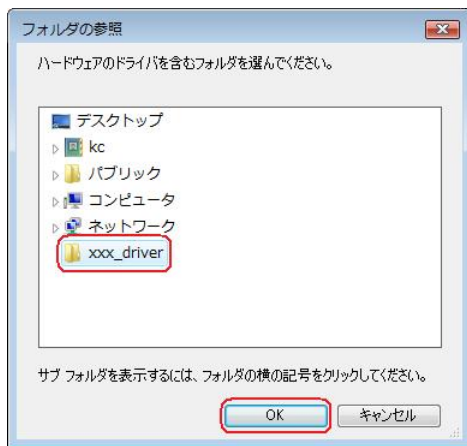 フォルダの参照
ハードウェアのドライバを含むフォルダを選んでください。
デスクトップ
kc
パブリック
コンピュータ
ネットワーク
xxx_driver
サブ フォルダを表示するには、フォルダの横の記号をクリックしてください。
OK
キャンセル